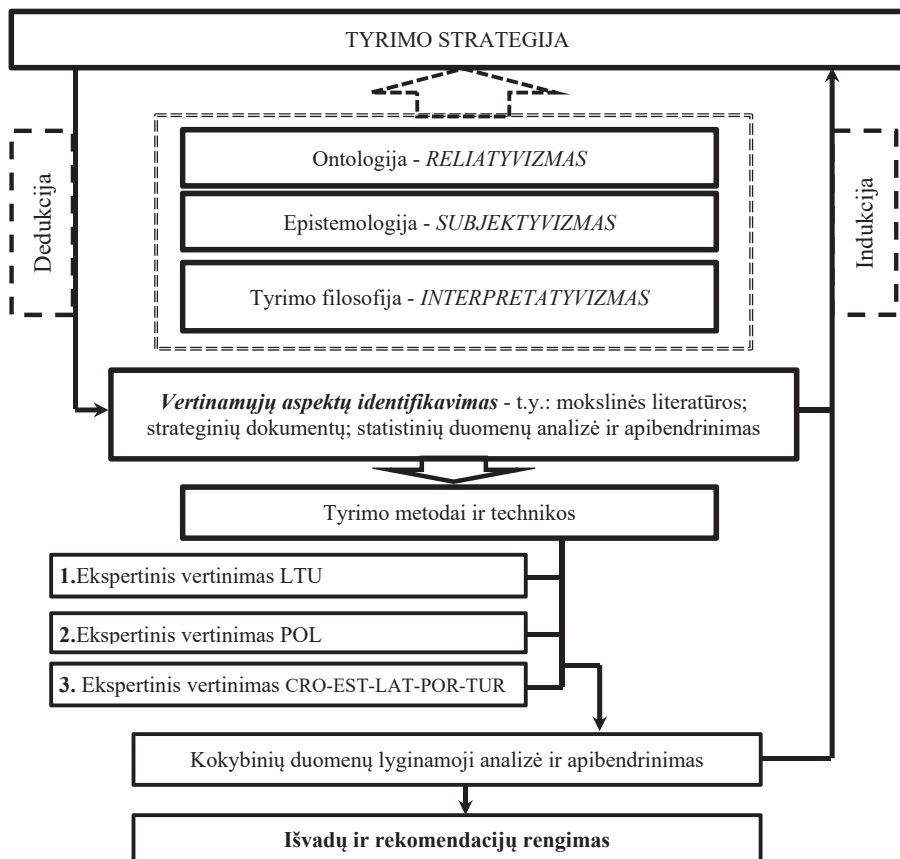 TYRIMO STRATEGIJA
Dedukcija
Ontologija - RELIATYVIZMAS
Epistemologija - SUBJEKTYVIZMAS
Tyrimo filosofija - INTERPRETATYVIZMAS
Indukcija
Vertinamųjų aspektų identifikavimas - t.y.: mokslinės literatūros;
strateginių dokumentų; statistinių duomenų analizė ir apibendrinimas
Tyrimo metodai ir technikos
1.Ekspertinis vertinimas LTU
2.Ekspertinis vertinimas POL
3. Ekspertinis vertinimas CRO-EST-LAT-POR-TUR
Kokybinių duomenų lyginamoji analizė ir apibendrinimas
Išvadų ir rekomendacijų rengimas